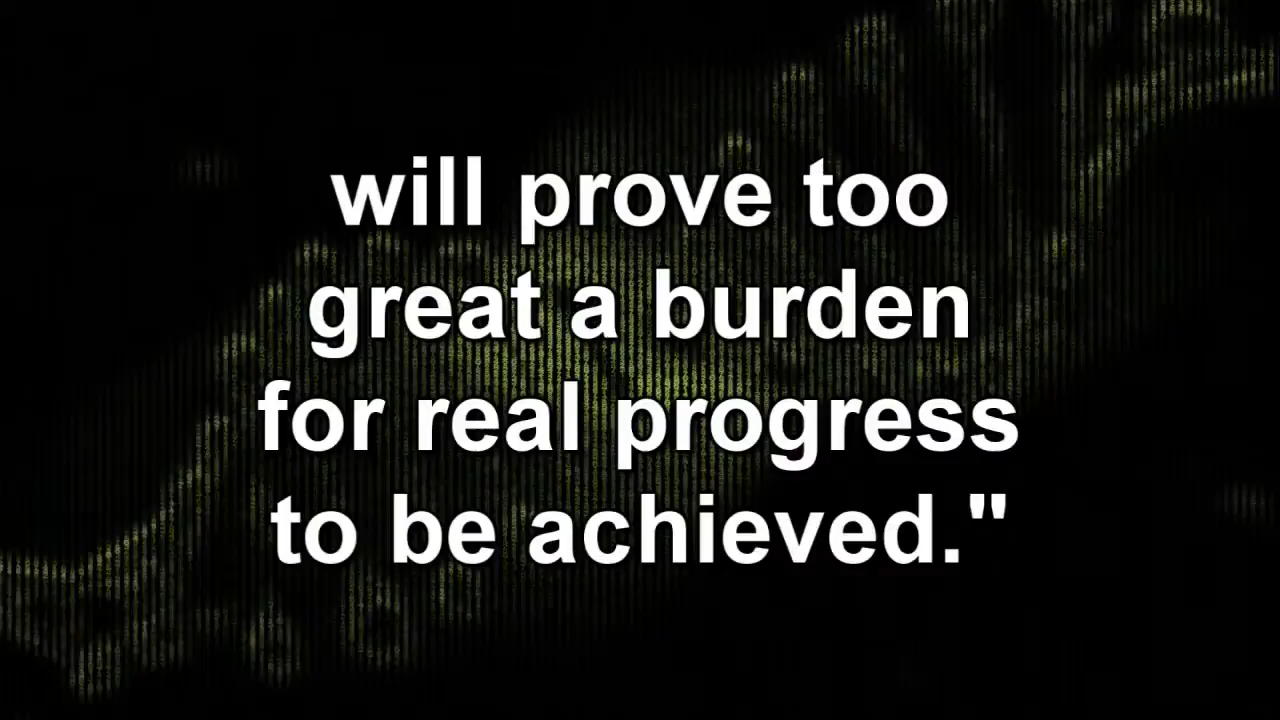 will prove too
great a burden
for real progress
to be achieved."